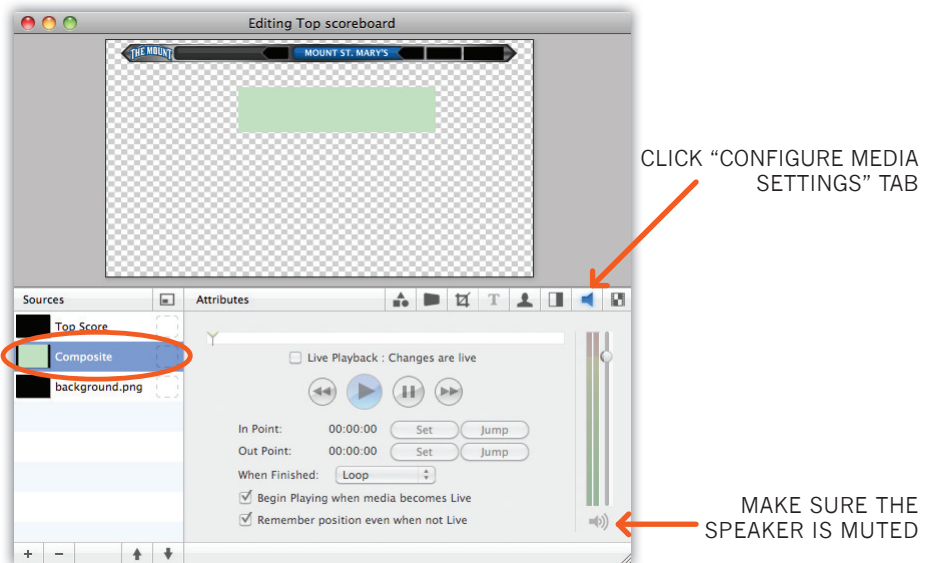 Editing Top scoreboard
THE MOUNT
MOUNT ST. MARY'S
CLICK “CONFIGURE MEDIA
SETTINGS” TAB
Sources
Attributes
T
Top Score
Composite
background.png
Live Playback : Changes are live
In Point: 00:00:00 Set Jump
Out Point: 00:00:00 Set Jump
When Finished: Loop
Begin Playing when media becomes Live
Remember position even when not Live
MAKE SURE THE
SPEAKER IS MUTED